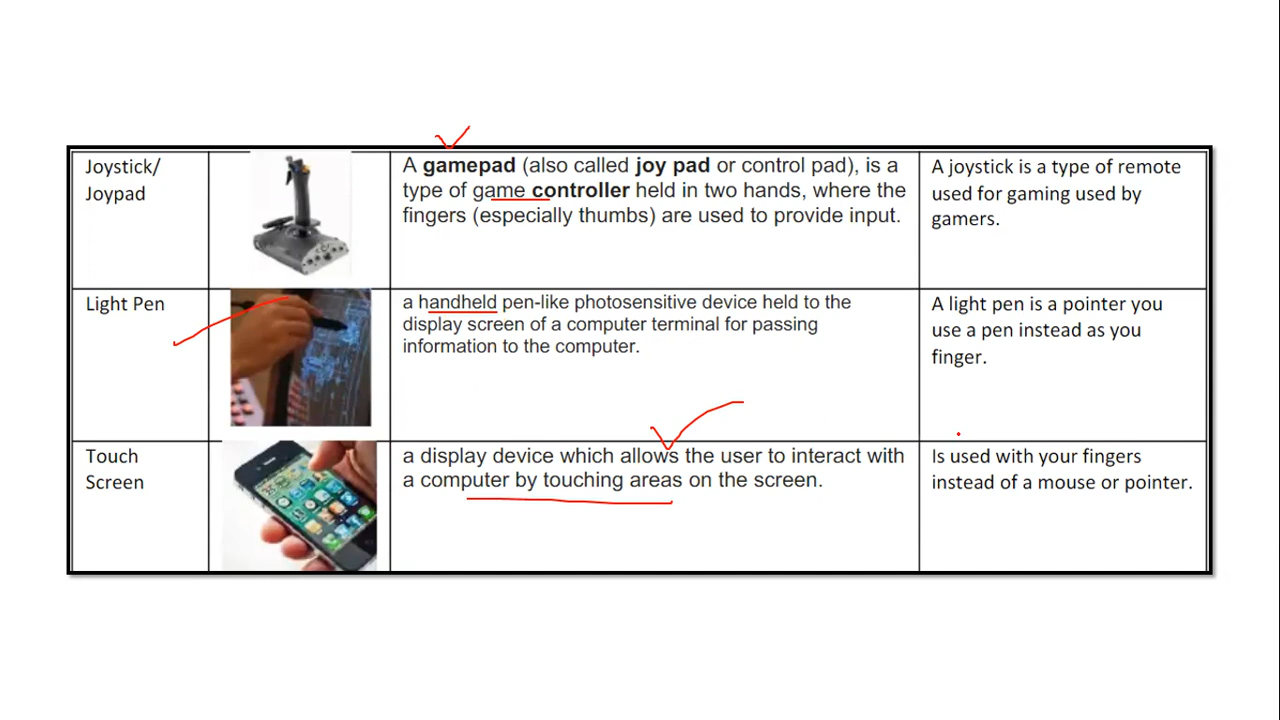 Joystick/
Joypad
A gamepad (also called joy pad or control pad), is a
type of game controller held in two hands, where the
fingers (especially thumbs) are used to provide input.
A joystick is a type of remote
used for gaming used by
gamers.
Light Pen
a handheld pen-like photosensitive device held to the
display screen of a computer terminal for passing
information to the computer.
A light pen is a pointer you
use a pen instead as you
finger.
Touch
Screen
a display device which allows the user to interact with
a computer by touching areas on the screen.
Is used with your fingers
instead of a mouse or pointer.